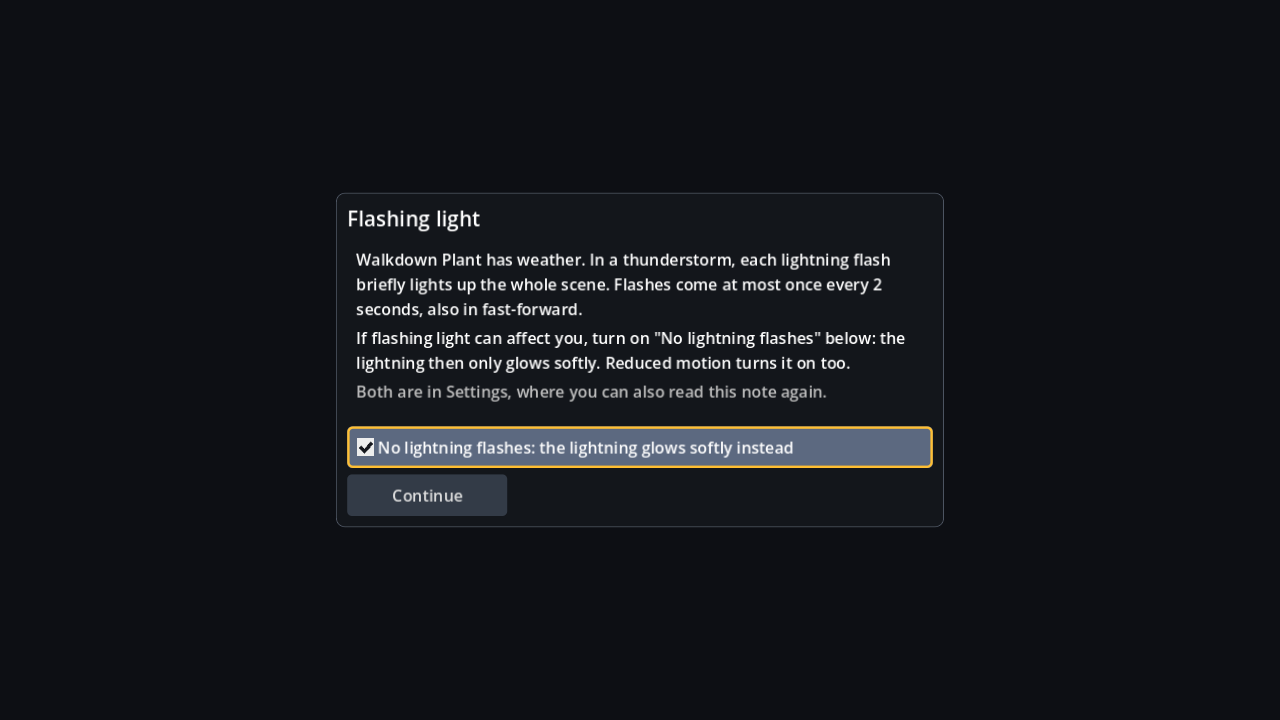 Flashing light
Walkdown Plant has weather. In a thunderstorm, each lightning flash
briefly lights up the whole scene. Flashes come at most once every 2
seconds, also in fast-forward.
If flashing light can affect you, turn on "No lightning flashes" below: the
lightning then only glows softly. Reduced motion turns it on too.
Both are in Settings, where you can also read this note again.
No lightning flashes: the lightning glows softly instead
Continue